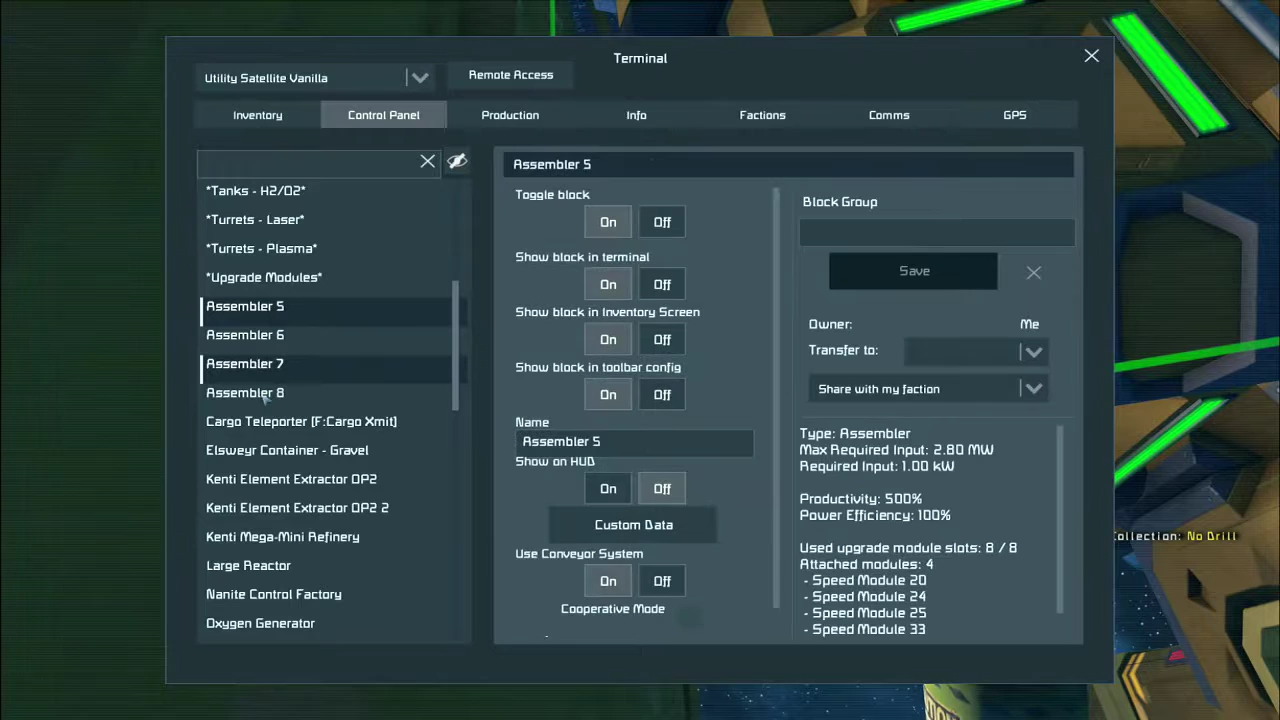 Terminal
Utility Satellite Vanilla
Remote Access
Inventory
Control Panel
Production
Info
Factions
Comms
GPS
*Tanks - H2/O2*
*Turrets - Laser*
*Turrets - Plasma*
*Upgrade Modules*
Assembler 5
Assembler 6
Assembler 7
Assembler 8
Cargo Teleporter [F:Cargo Xmit]
Elsweyr Container - Gravel
Kenti Element Extractor OP2
Kenti Element Extractor OP2 2
Kenti Mega-Mini Refinery
Large Reactor
Nanite Control Factory
Oxygen Generator
Assembler 5
Toggle block
On Off
Show block in terminal
On Off
Show block in Inventory Screen
On Off
Show block in toolbar config
On Off
Name
Assembler 5
Show on HUD
On Off
Custom Data
Use Conveyor System
On Off
Cooperative Mode
Block Group
Save
Owner: Me
Transfer to:
Share with my faction
Type: Assembler
Max Required Input: 2.80 MW
Required Input: 1.00 kW
Productivity: 500%
Power Efficiency: 100%
Used upgrade module slots: 8 / 8
Attached modules: 4
- Speed Module 20
- Speed Module 24
- Speed Module 25
- Speed Module 33
Collection: No Drill